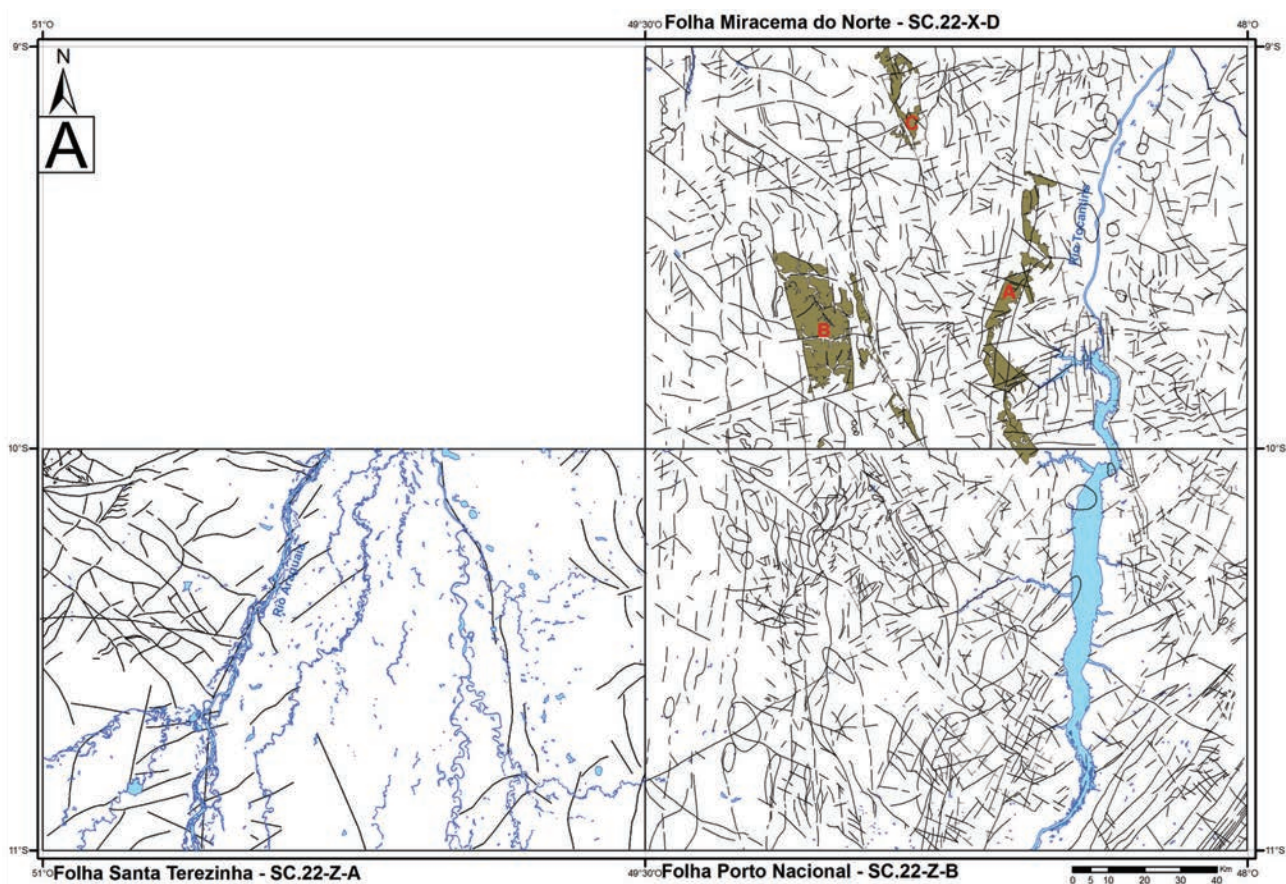 Folha Miracema do Norte - SC.22-X-D
51°O
49°30'O
48°O
9°S
9°S
N
A
C
Rio Tocantins
A
B
10°S
10°S
Rio Araguaia
11°S
11°S
51°O
49°30'O
48°O
Folha Santa Terezinha - SC.22-Z-A
Folha Porto Nacional - SC.22-Z-B
Km
0 5 10 20 30 40